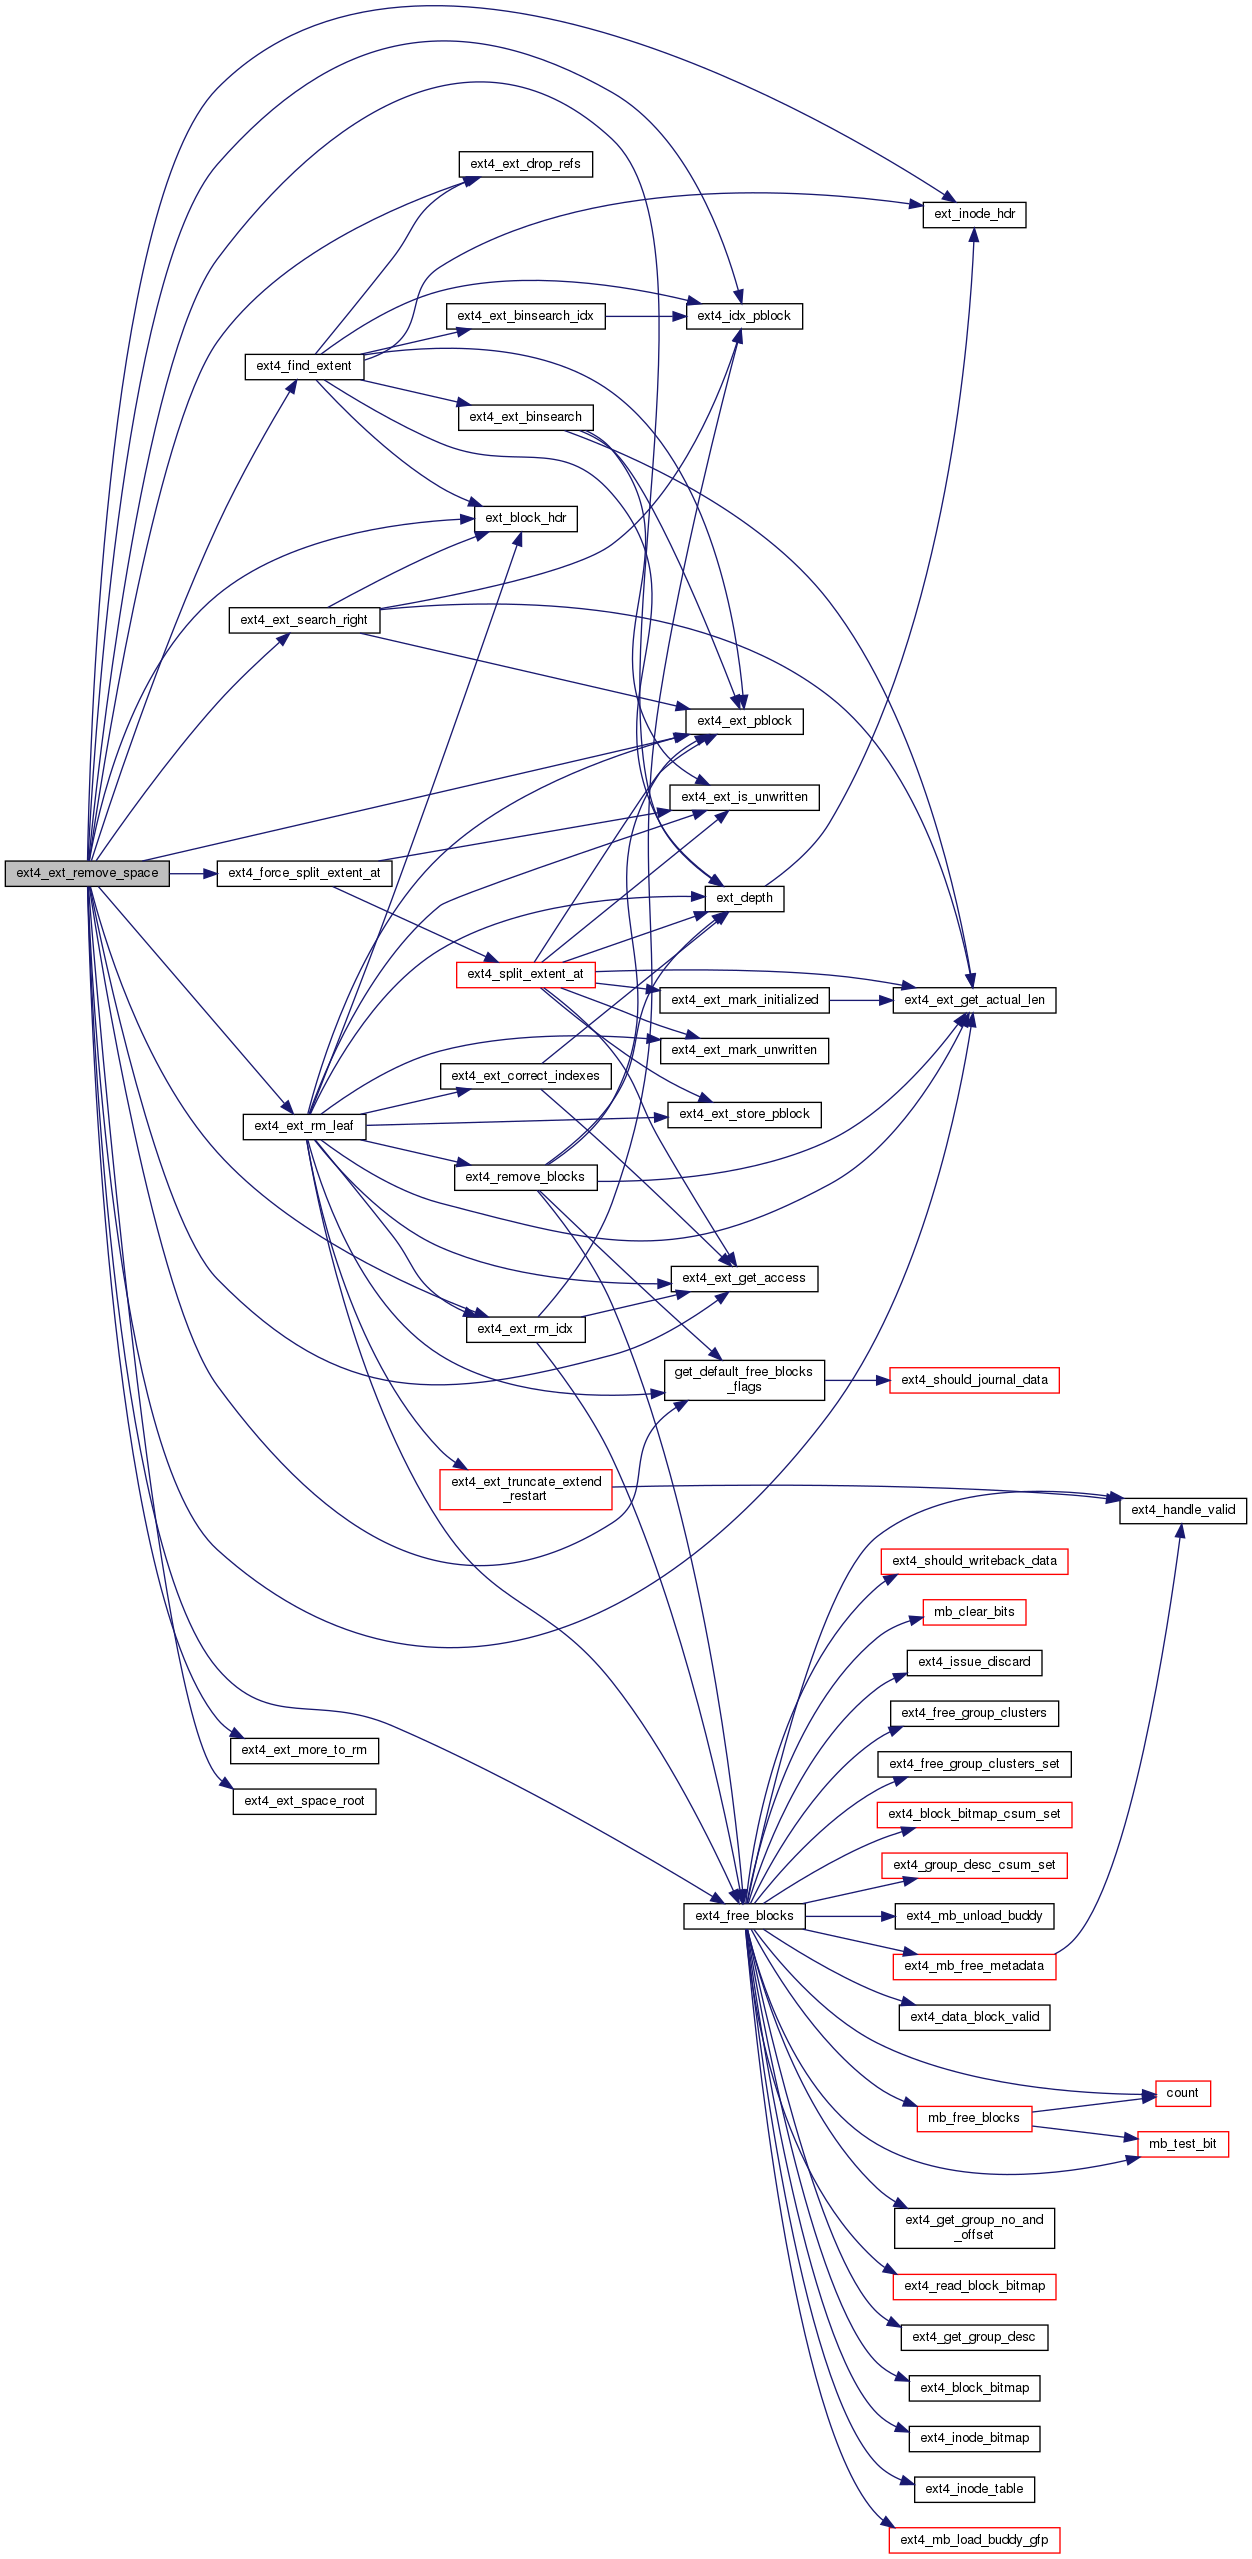 ext4_ext_drop_refs
ext_inode_hdr
ext4_ext_binsearch_idx
ext4_idx_pblock
ext4_find_extent
ext4_ext_binsearch
ext_block_hdr
ext4_ext_search_right
ext4_ext_pblock
ext4_ext_is_unwritten
ext4_ext_remove_space
ext4_force_split_extent_at
ext_depth
ext4_split_extent_at
ext4_ext_mark_initialized
ext4_ext_get_actual_len
ext4_ext_mark_unwritten
ext4_ext_correct_indexes
ext4_ext_store_pblock
ext4_ext_rm_leaf
ext4_remove_blocks
ext4_ext_get_access
ext4_ext_rm_idx
get_default_free_blocks
_flags
ext4_should_journal_data
ext4_ext_truncate_extend
_restart
ext4_handle_valid
ext4_should_writeback_data
mb_clear_bits
ext4_issue_discard
ext4_free_group_clusters
ext4_ext_more_to_rm
ext4_free_group_clusters_set
ext4_ext_space_root
ext4_block_bitmap_csum_set
ext4_group_desc_csum_set
ext4_free_blocks
ext4_mb_unload_buddy
ext4_mb_free_metadata
ext4_data_block_valid
count
mb_free_blocks
mb_test_bit
ext4_get_group_no_and
_offset
ext4_read_block_bitmap
ext4_get_group_desc
ext4_block_bitmap
ext4_inode_bitmap
ext4_inode_table
ext4_mb_load_buddy_gfp